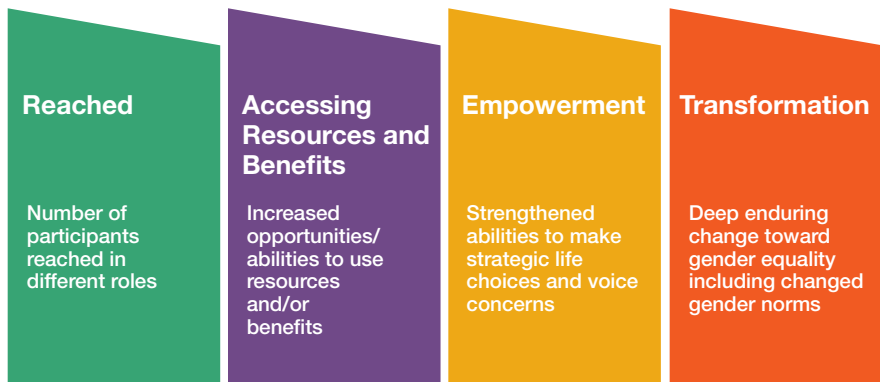 Reached
Number of
participants
reached in
different roles
Accessing
Resources and
Benefits
Increased
opportunities/
abilities to use
resources
and/or
benefits
Empowerment
Strengthened
abilities to make
strategic life
choices and voice
concerns
Transformation
Deep enduring
change toward
gender equality
including changed
gender norms